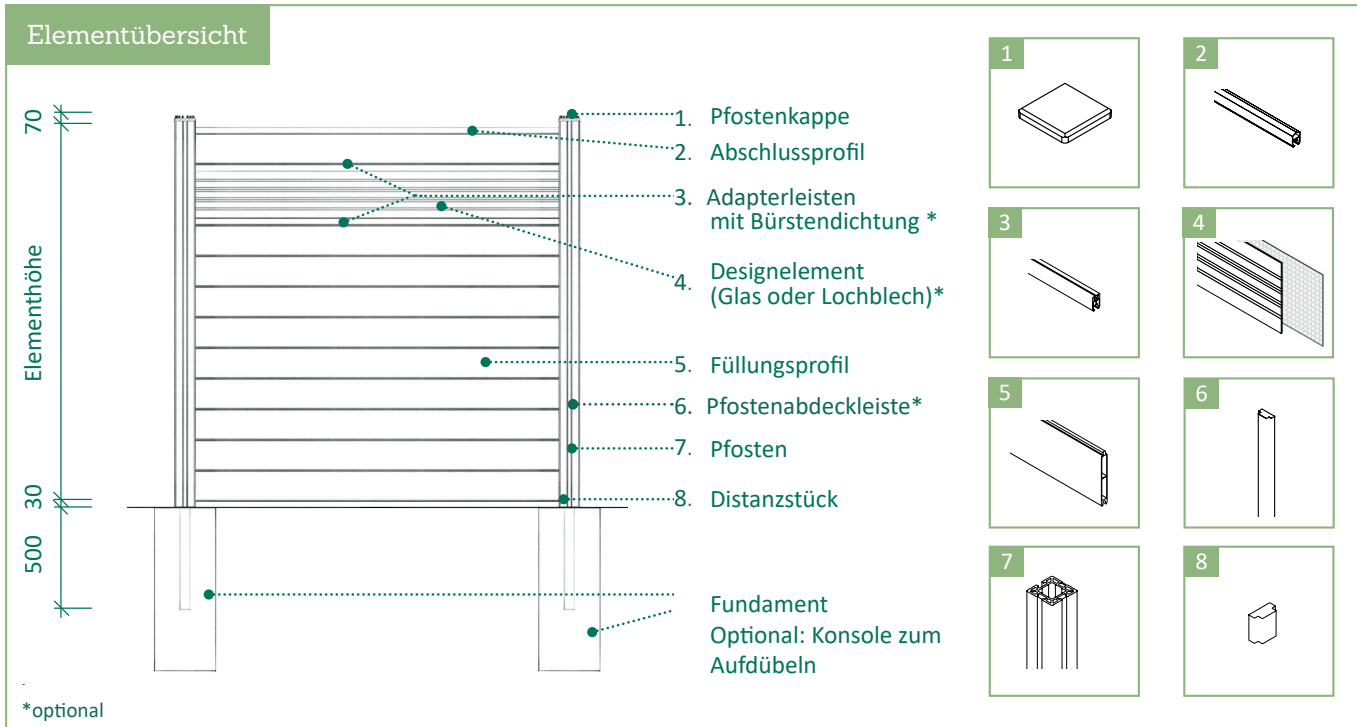 Elementübersicht
70
Elementhöhe
30
500
1. Pfostenkappe
2. Abschlussprofil
3. Adapterleisten
mit Bürstendichtung *
4. Designelement
(Glas oder Lochblech)*
5. Füllungsprofil
6. Pfostenabdeckleiste*
7. Pfosten
8. Distanzstück
Fundament
Optional: Konsole zum
Aufdübeln
*optional
1
2
3
4
5
6
7
8